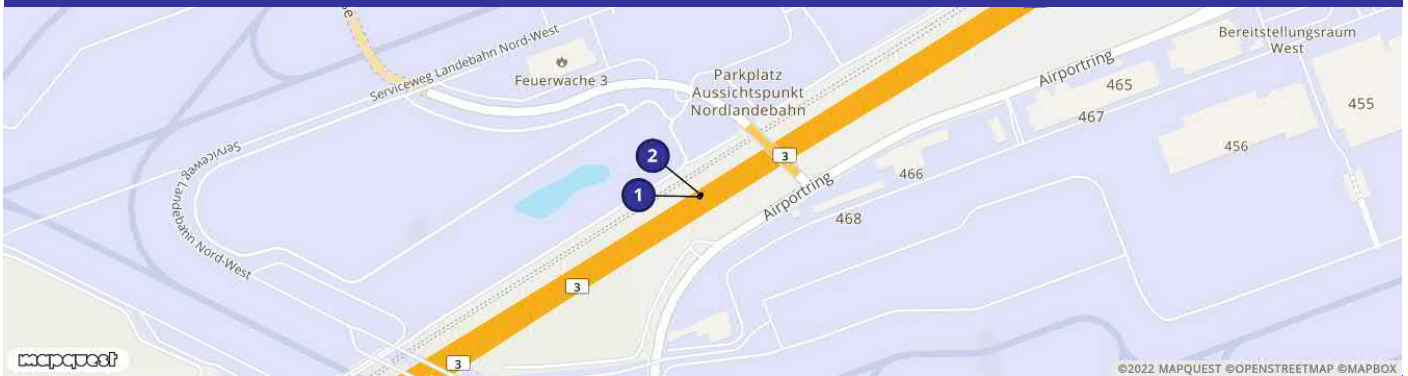 se
Serviceweg Landebahn Nord-West
Feuerwache 3
Parkplatz
Aussichtspunkt
Nordlandebahn
Bereitstellungsraum
West
Airportring
465
467
455
456
Serviceweg Landebahn Nord-West
2
1
3
466
Airportring
468
3
3
mapquest
©2022 MAPQUEST ©OPENSTREETMAP ©MAPBOX